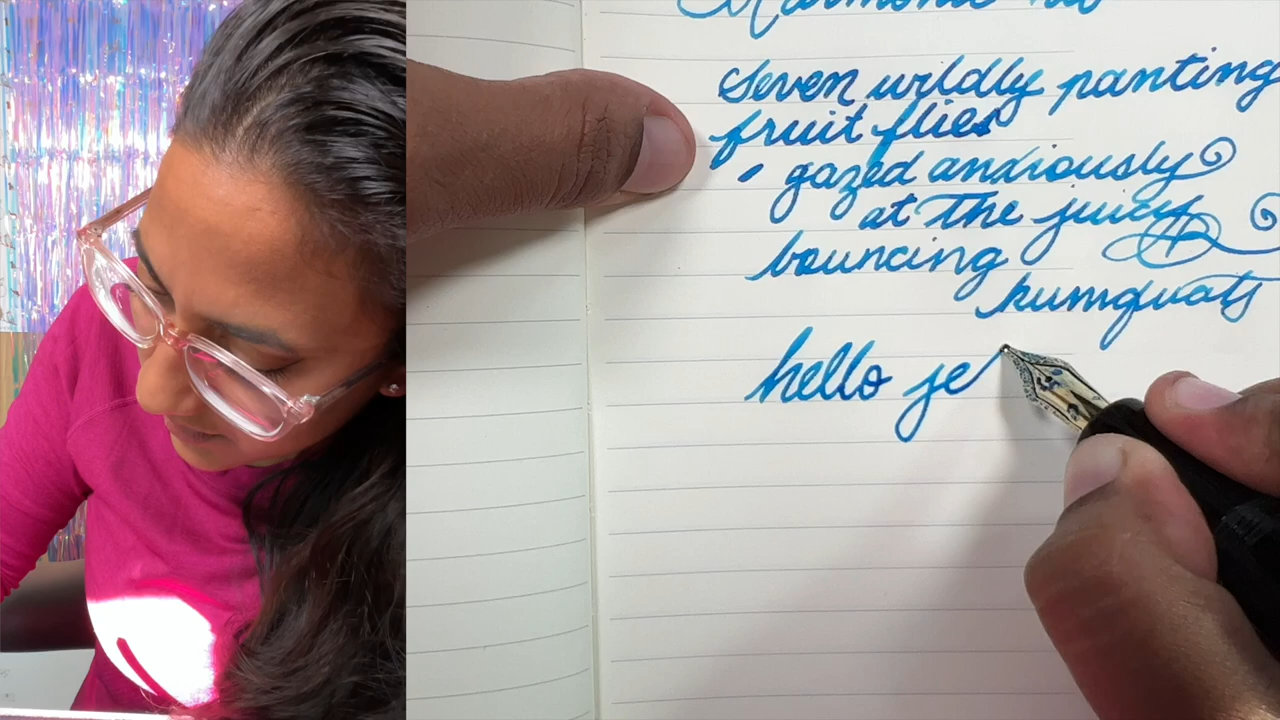 seven wildly panting
fruit flies
gazed anxiously
at the juicy
bouncing
kumquats
hello je